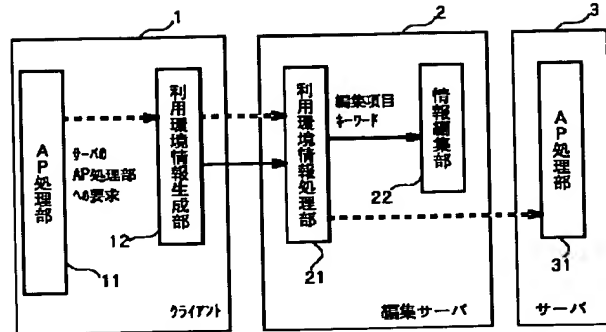 1
2
3
AP処理部
サーバの
AP処理部
への要求
11
利用環境情報生成部
12
クライアント
利用環境情報処理部
21
編集項目
キーワード
情報編集部
22
編集サーバ
AP処理部
31
サーバ